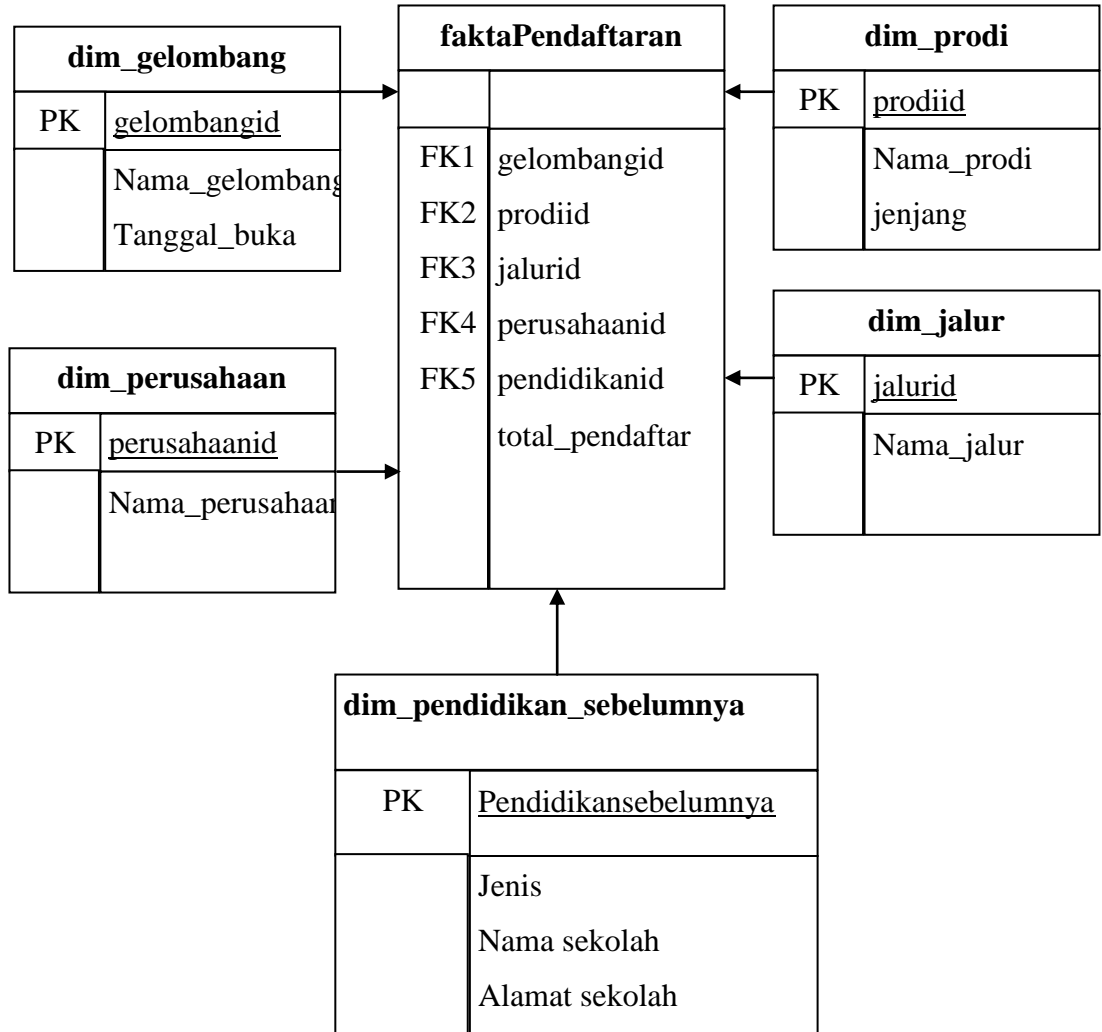 dim_gelombang
PK gelombangid
Nama_gelombang
Tanggal_buka
faktaPendaftaran
FK1 gelombangid
FK2 prodiid
FK3 jalurid
FK4 perusahaanid
FK5 pendidikanid
total_pendaftar
dim_prodi
PK prodiid
Nama_prodi
jenjang
dim_perusahaan
PK perusahaanid
Nama_perusahaan
dim_jalur
PK jalurid
Nama_jalur
dim_pendidikan_sebelumnya
PK Pendidikansebelumnya
Jenis
Nama sekolah
Alamat sekolah